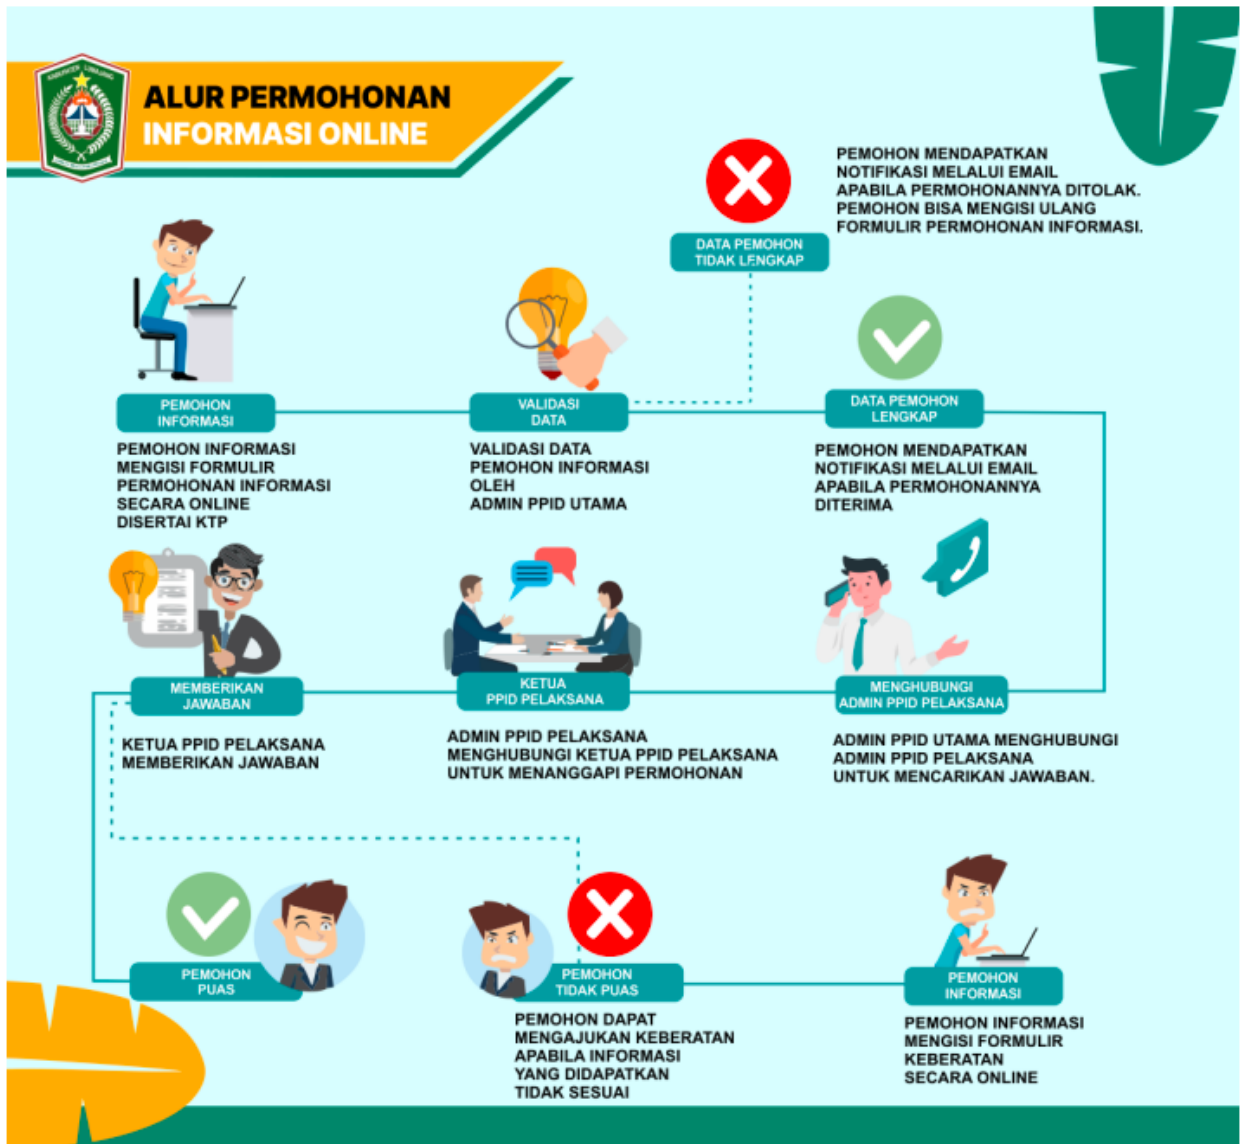 KABUPATEN LUMAJANG
ALUR PERMOHONAN
INFORMASI ONLINE
PEMOHON MENDAPATKAN
NOTIFIKASI MELALUI EMAIL
APABILA PERMOHONANNYA DITOLAK.
PEMOHON BISA MENGISI ULANG
FORMULIR PERMOHONAN INFORMASI.
DATA PEMOHON
TIDAK LENGKAP
PEMOHON
INFORMASI
PEMOHON INFORMASI
MENGISI FORMULIR
PERMOHONAN INFORMASI
SECARA ONLINE
DISERTAI KTP
VALIDASI
DATA
VALIDASI DATA
PEMOHON INFORMASI
OLEH
ADMIN PPID UTAMA
DATA PEMOHON
LENGKAP
PEMOHON MENDAPATKAN
NOTIFIKASI MELALUI EMAIL
APABILA PERMOHONANNYA
DITERIMA
MEMBERIKAN
JAWABAN
KETUA PPID PELAKSANA
MEMBERIKAN JAWABAN
KETUA
PPID PELAKSANA
ADMIN PPID PELAKSANA
MENGHUBUNGI KETUA PPID PELAKSANA
UNTUK MENANGGAPI PERMOHONAN
MENGHUBUNGI
ADMIN PPID PELAKSANA
ADMIN PPID UTAMA MENGHUBUNGI
ADMIN PPID PELAKSANA
UNTUK MENCARIKAN JAWABAN.
PEMOHON
PUAS
PEMOHON
TIDAK PUAS
PEMOHON DAPAT
MENGAJUKAN KEBERATAN
APABILA INFORMASI
YANG DIDAPATKAN
TIDAK SESUAI
PEMOHON
INFORMASI
PEMOHON INFORMASI
MENGISI FORMULIR
KEBERATAN
SECARA ONLINE